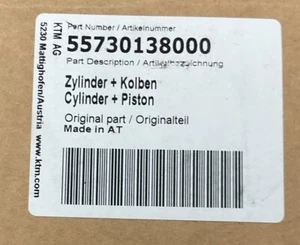 Part Number / Artikelnummer
55730138000
Part Description / Artikelbezeichnung
Zylinder + Kolben
Cylinder + Piston
Original part / Originalteil
Made in AT
KTM AG
5230 Mattighofen/Austria
www.ktm.com